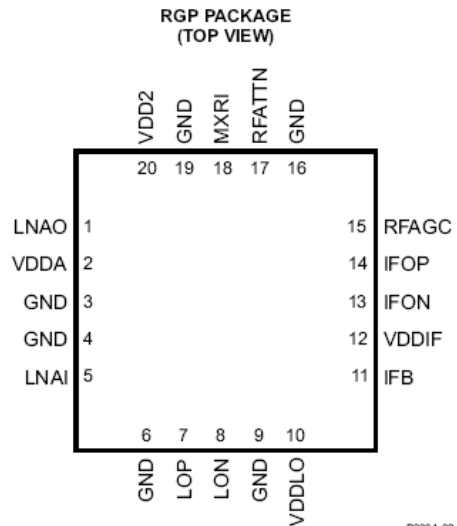 RGP PACKAGE
(TOP VIEW)
VDD2
GND
MXRI
RFATTN
GND
20 19 18 17 16
LNAO 1
VDDA 2
GND 3
GND 4
LNAI 5
15 RFAGC
14 IFOP
13 IFON
12 VDDIF
11 IFB
6 7 8 9 10
GND
LOP
LON
GND
VDDLO